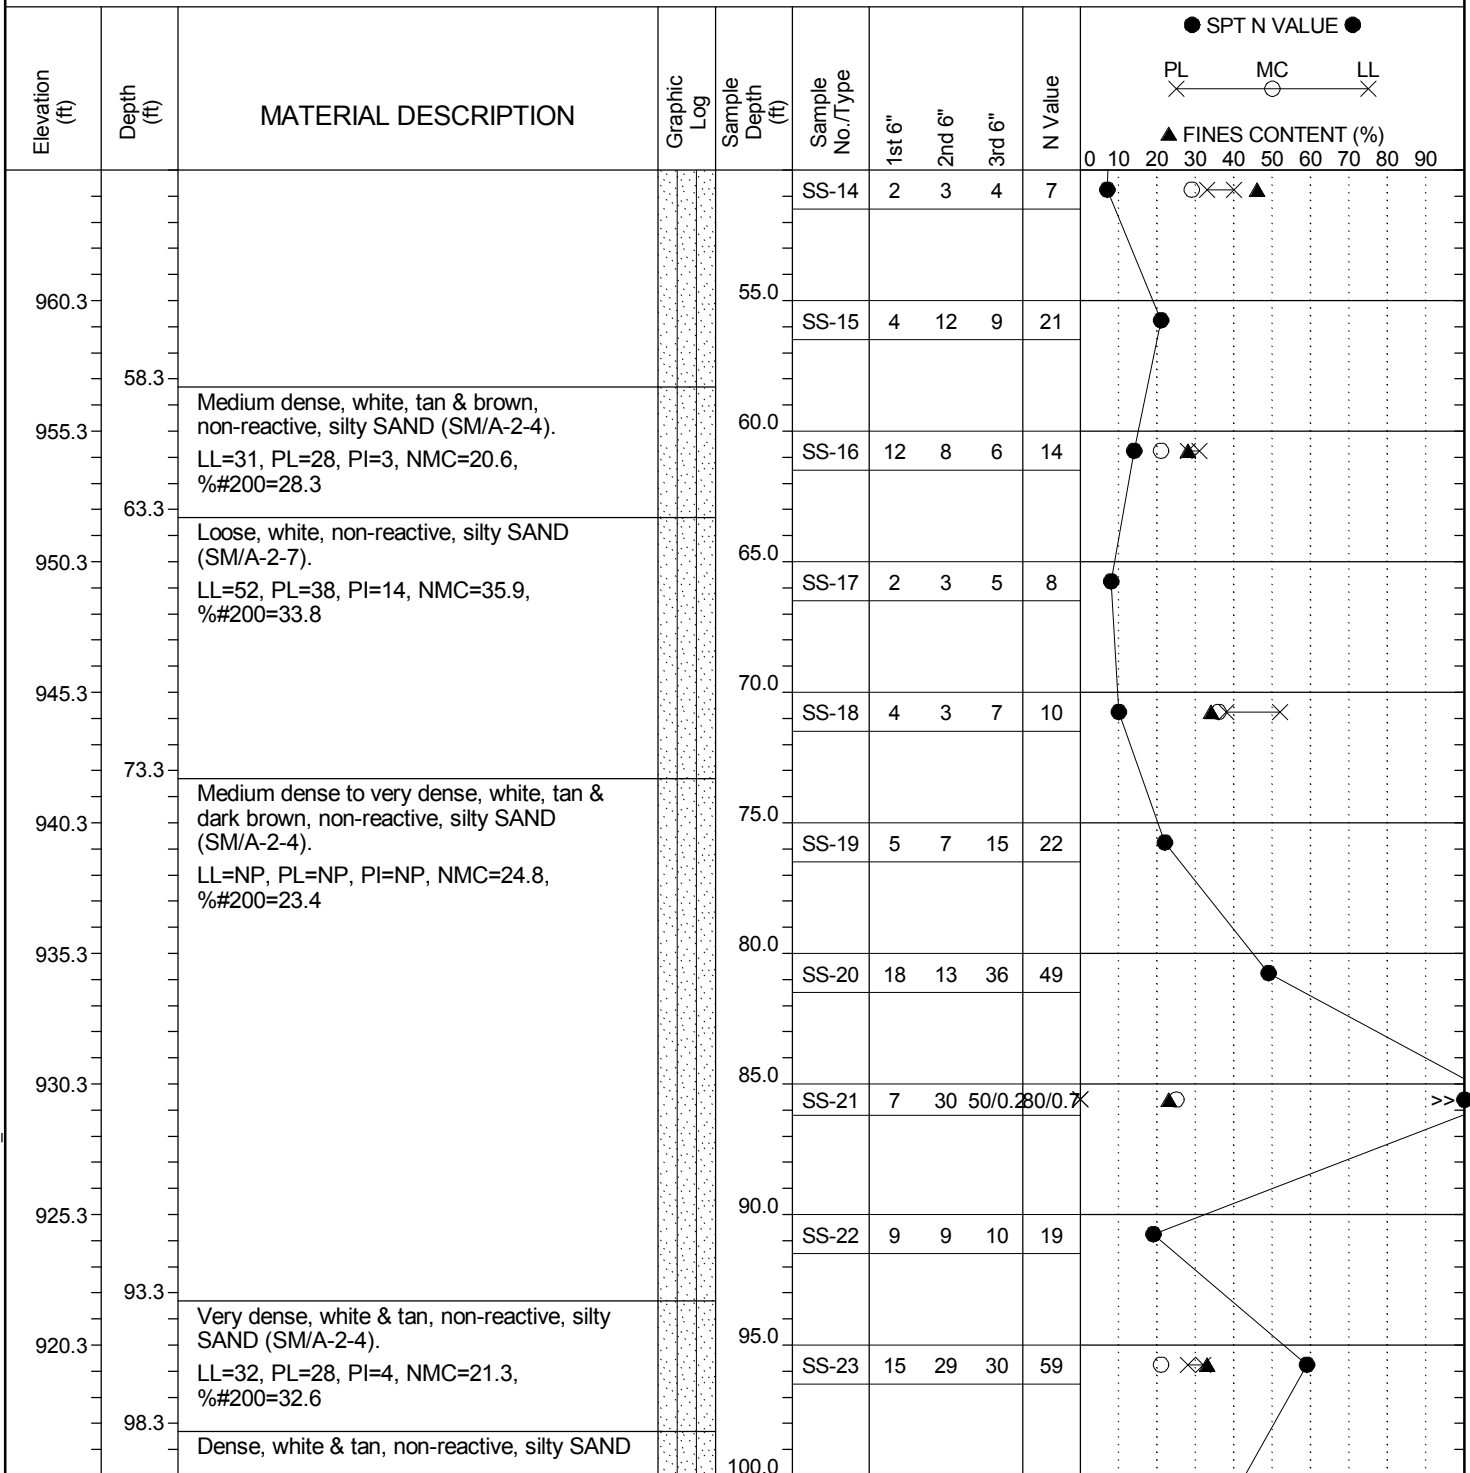 ● SPT N VALUE ●
PL MC LL
▲ FINES CONTENT (%)
Elevation (ft) Depth (ft) MATERIAL DESCRIPTION Graphic Log Sample Depth (ft) Sample No./Type 1st 6" 2nd 6" 3rd 6" N Value 0 10 20 30 40 50 60 70 80 90
SS-14 2 3 4 7
960.3 55.0
SS-15 4 12 9 21
58.3
Medium dense, white, tan & brown,
non-reactive, silty SAND (SM/A-2-4).
955.3 60.0
LL=31, PL=28, PI=3, NMC=20.6,
SS-16 12 8 6 14
%#200=28.3
63.3
Loose, white, non-reactive, silty SAND
(SM/A-2-7).
950.3 65.0
LL=52, PL=38, PI=14, NMC=35.9,
SS-17 2 3 5 8
%#200=33.8
945.3 70.0
SS-18 4 3 7 10
73.3
Medium dense to very dense, white, tan &
dark brown, non-reactive, silty SAND
940.3 75.0
(SM/A-2-4).
SS-19 5 7 15 22
LL=NP, PL=NP, PI=NP, NMC=24.8,
%#200=23.4
935.3 80.0
SS-20 18 13 36 49
930.3 85.0
SS-21 7 30 50/0.2 80/0.7 >>
925.3 90.0
SS-22 9 9 10 19
93.3
Very dense, white & tan, non-reactive, silty
SAND (SM/A-2-4).
920.3 95.0
SS-23 15 29 30 59
LL=32, PL=28, PI=4, NMC=21.3,
%#200=32.6
98.3
Dense, white & tan, non-reactive, silty SAND
100.0